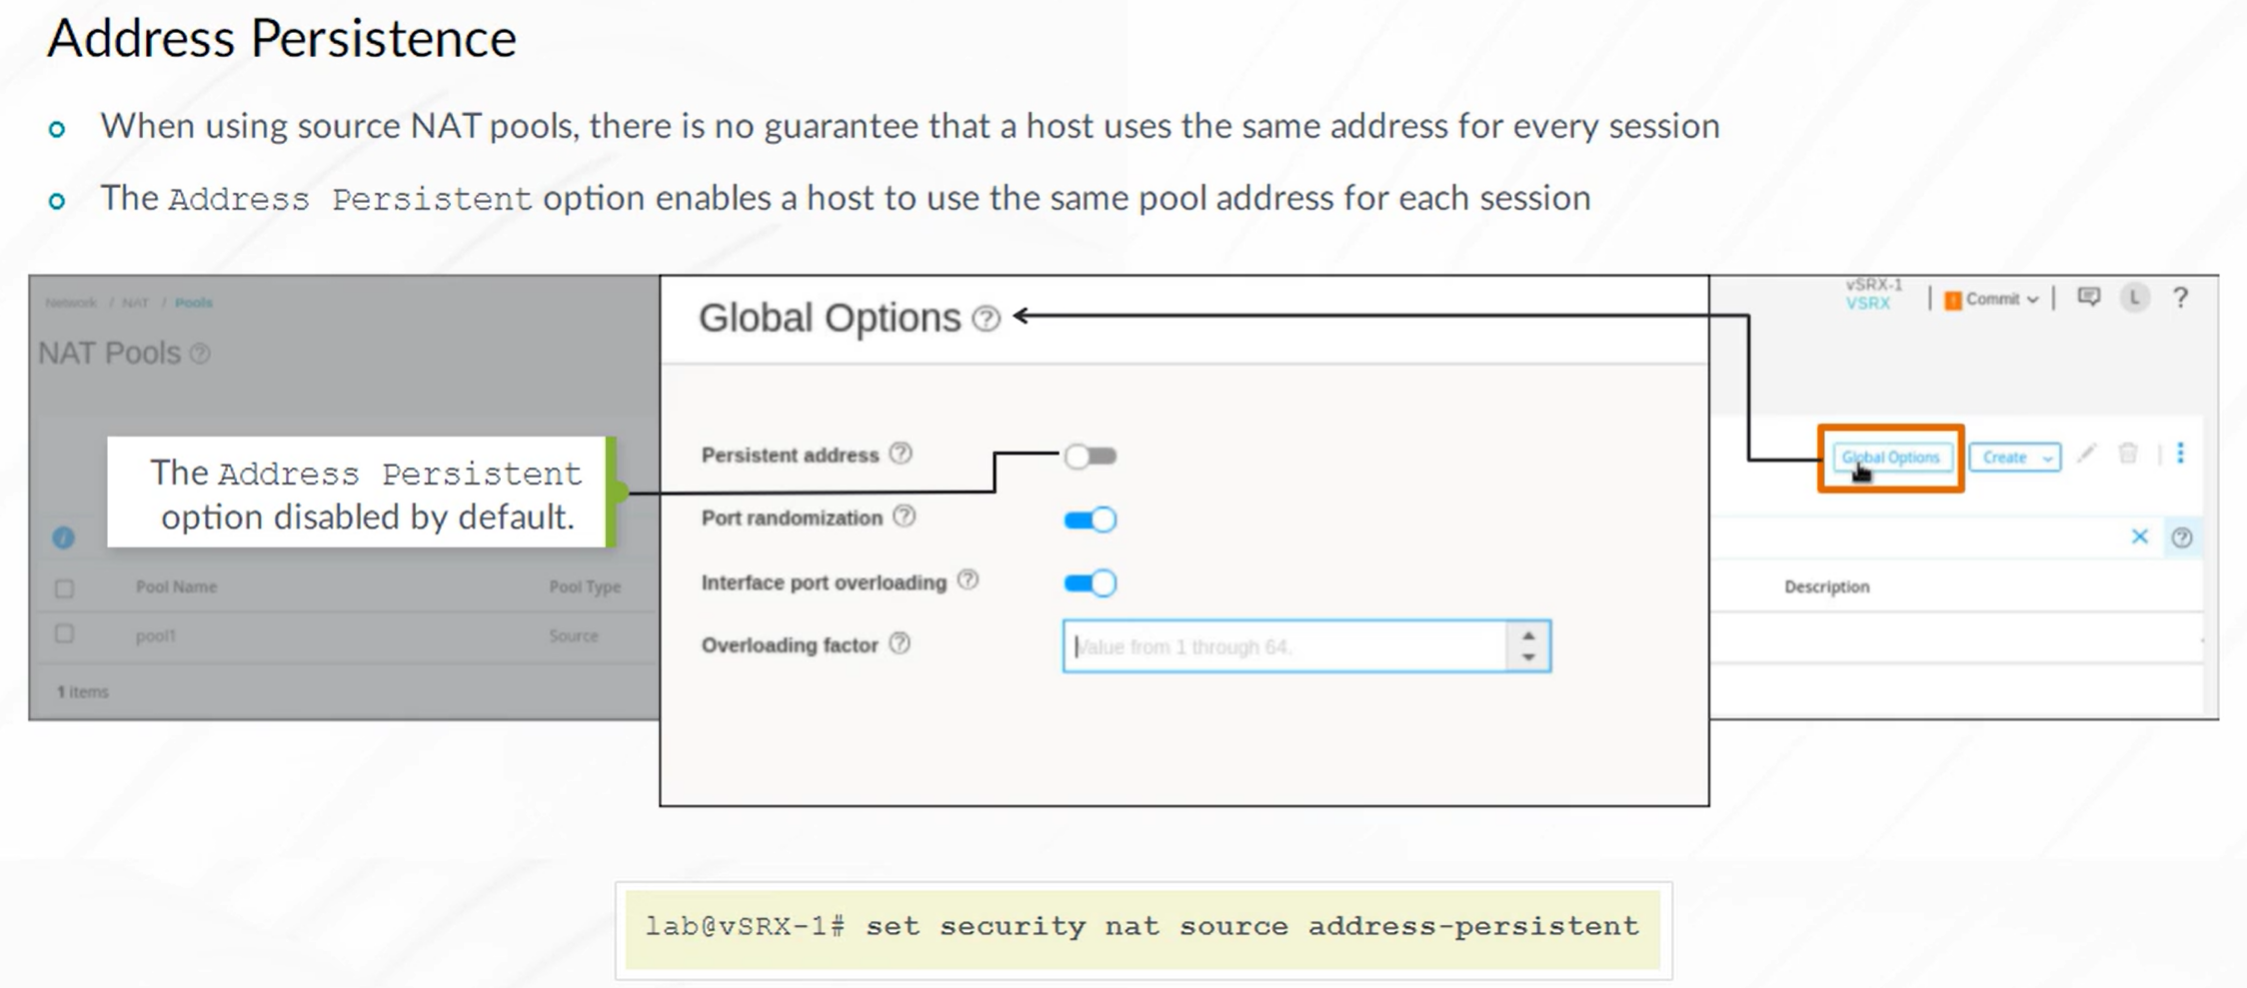 Address Persistence
When using source NAT pools, there is no guarantee that a host uses the same address for every session
The Address Persistent option enables a host to use the same pool address for each session
Network / NAT / Pools
NAT Pools ?
The Address Persistent
option disabled by default.
i
Pool Name Pool Type
pool1 Source
1 items
Global Options ?
Persistent address ?
Port randomization ?
Interface port overloading ?
Overloading factor ? Value from 1 through 64.
vSRX-1
VSRX
Commit
L ?
Global Options Create
?
Description
lab@vSRX-1# set security nat source address-persistent